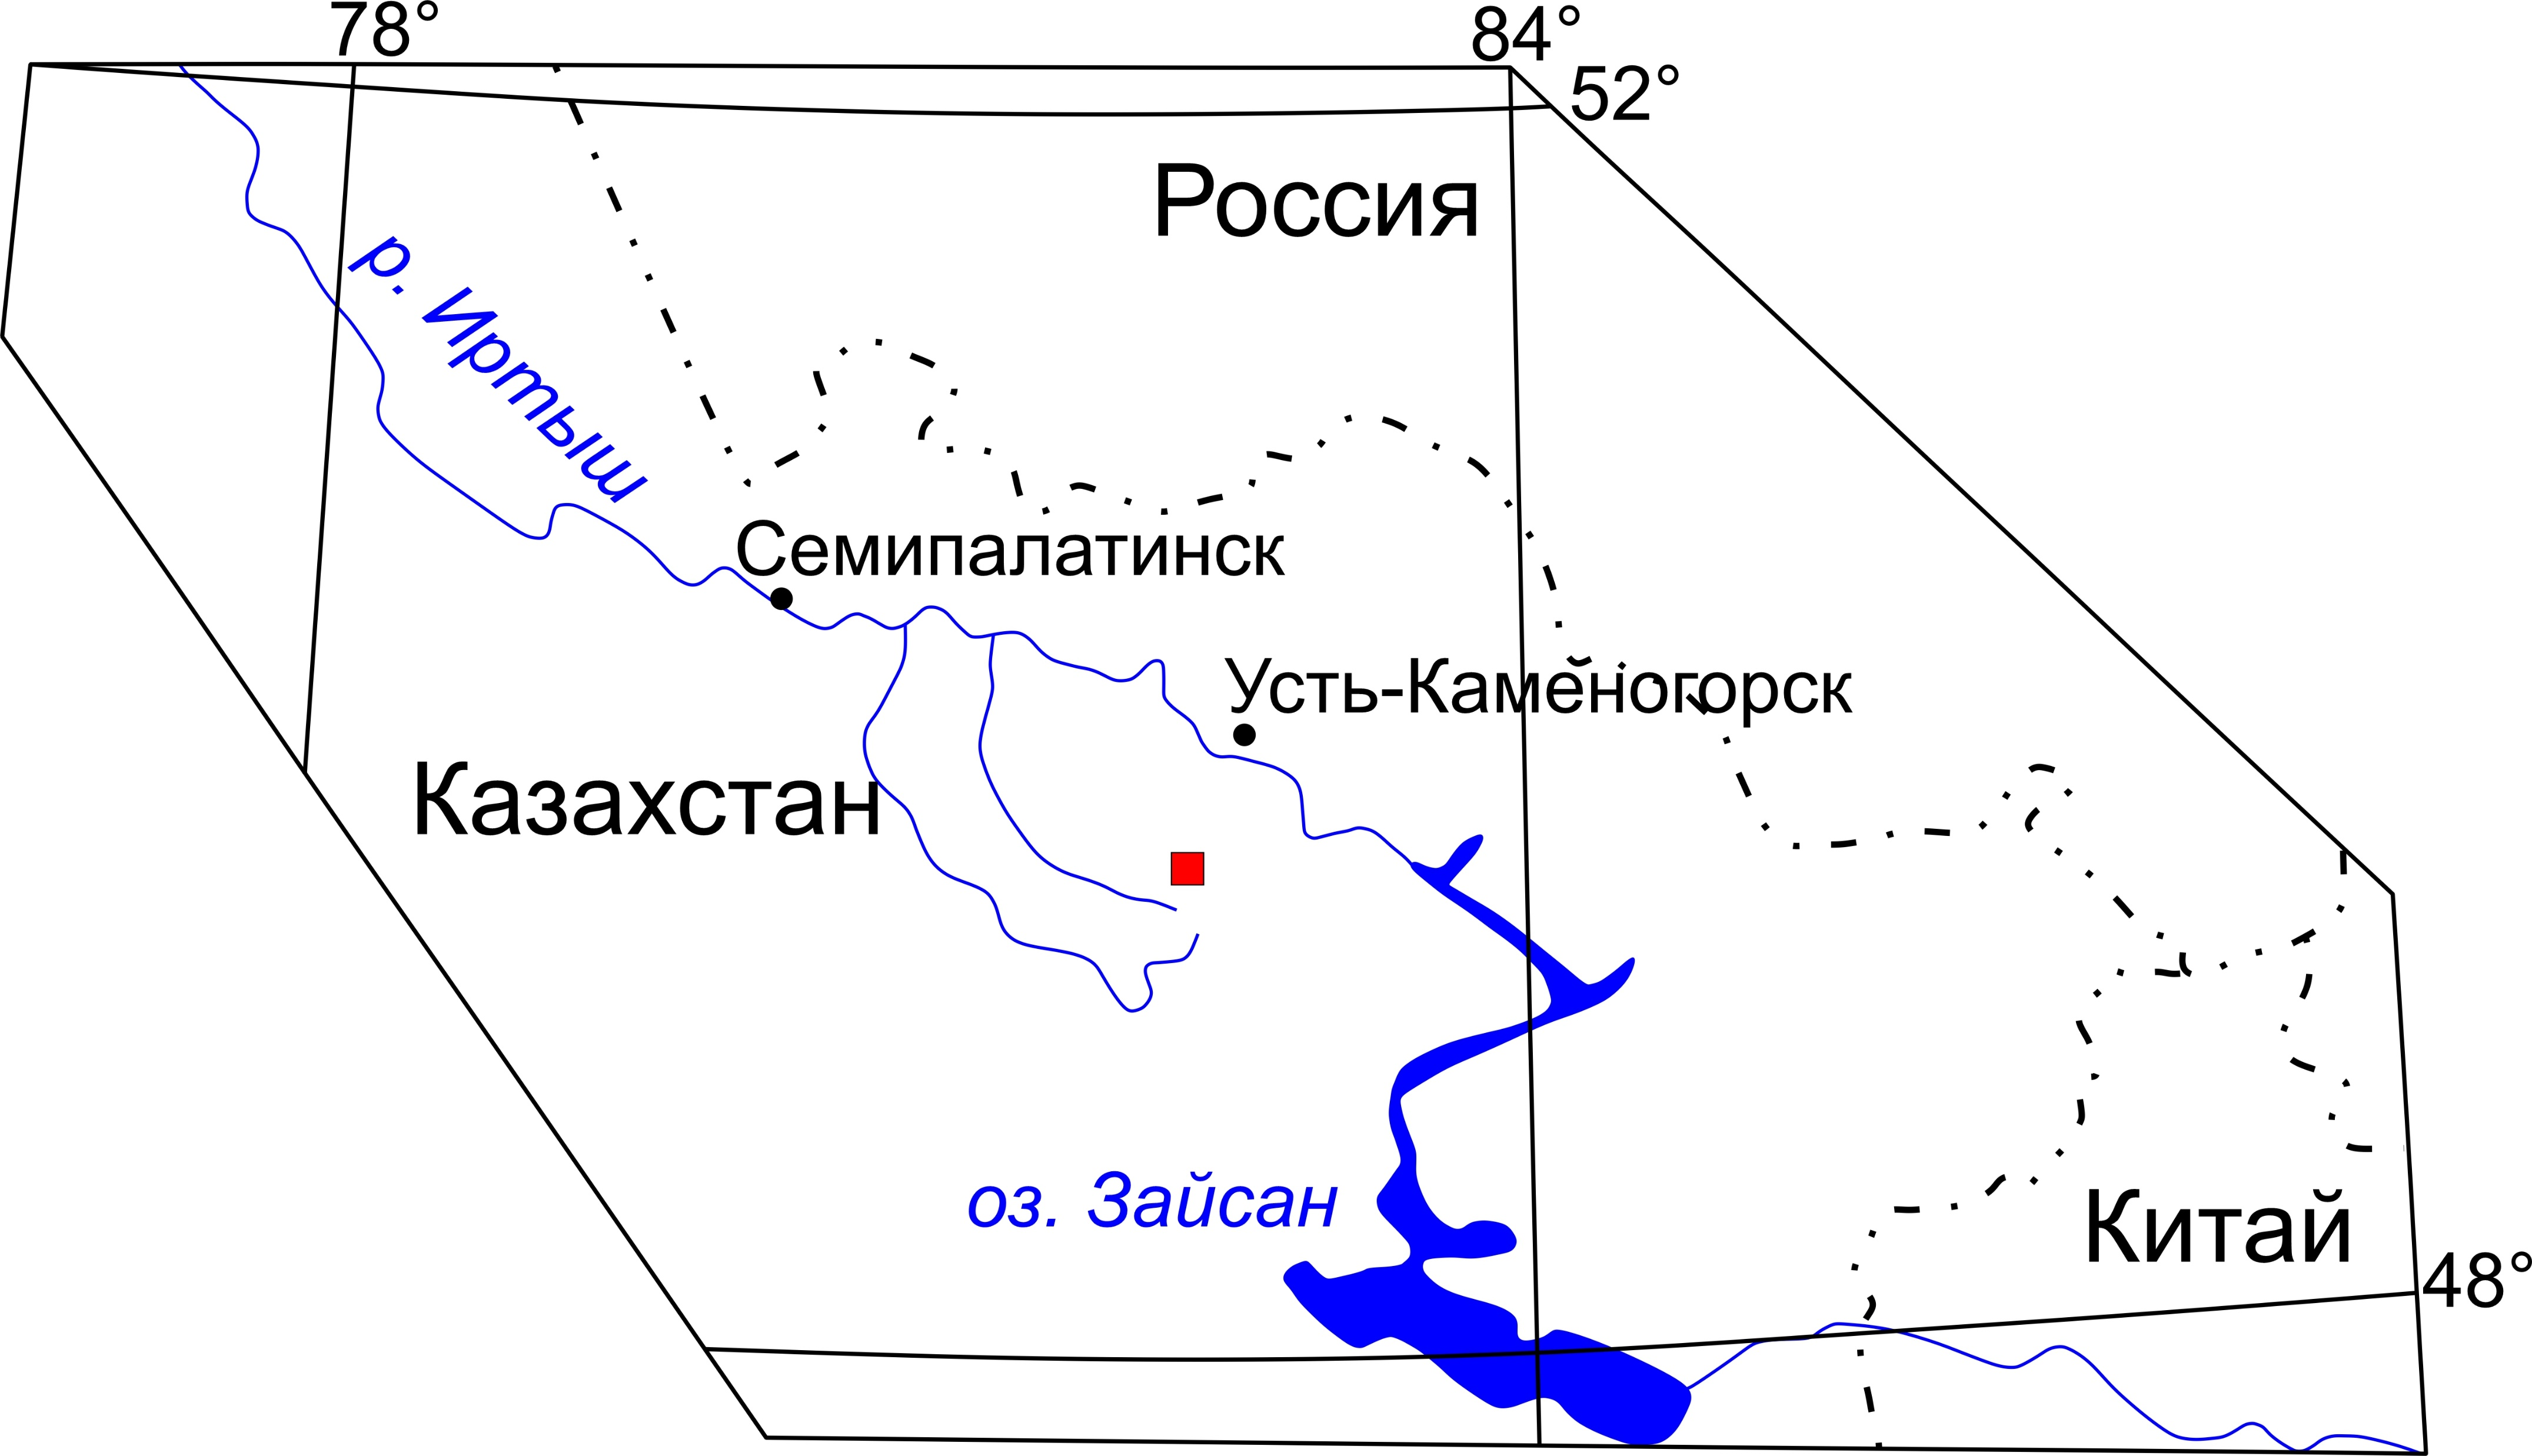 78°
84°
52°
Россия
р. Иртыш
Семипалатинск
Усть-Каменогорск
Казахстан
оз. Зайсан
Китай
48°